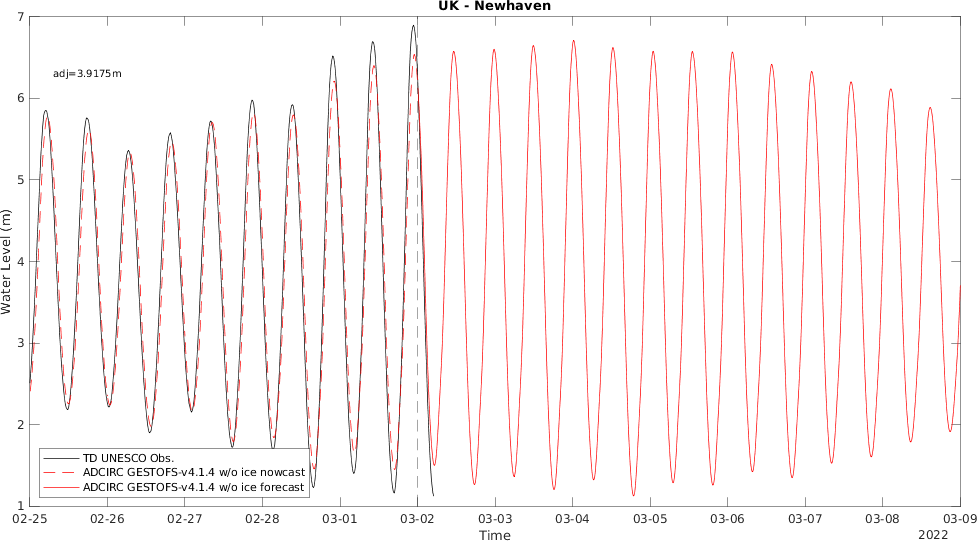 UK - Newhaven
adj=3.9175m
7
6
5
4
3
2
1
Water Level (m)
TD UNESCO Obs.
ADCIRC GESTOFS-v4.1.4 w/o ice nowcast
ADCIRC GESTOFS-v4.1.4 w/o ice forecast
02-25 02-26 02-27 02-28 03-01 03-02 03-03 03-04 03-05 03-06 03-07 03-08 03-09
Time
2022